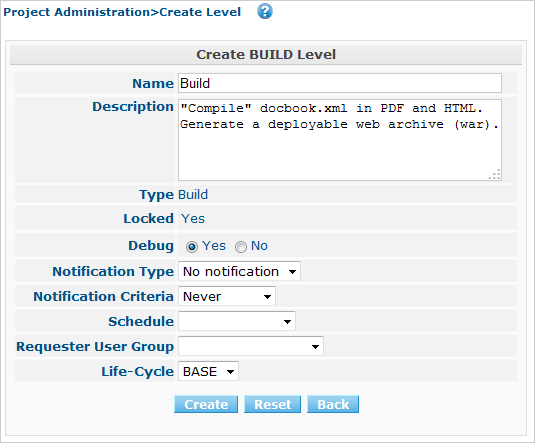 Project Administration>Create Level ?
Create BUILD Level
Name Build
Description "Compile" docbook.xml in PDF and HTML.
Generate a deployable web archive (war).
Type Build
Locked Yes
Debug Yes No
Notification Type No notification
Notification Criteria Never
Schedule
Requester User Group
Life-Cycle BASE
Create Reset Back